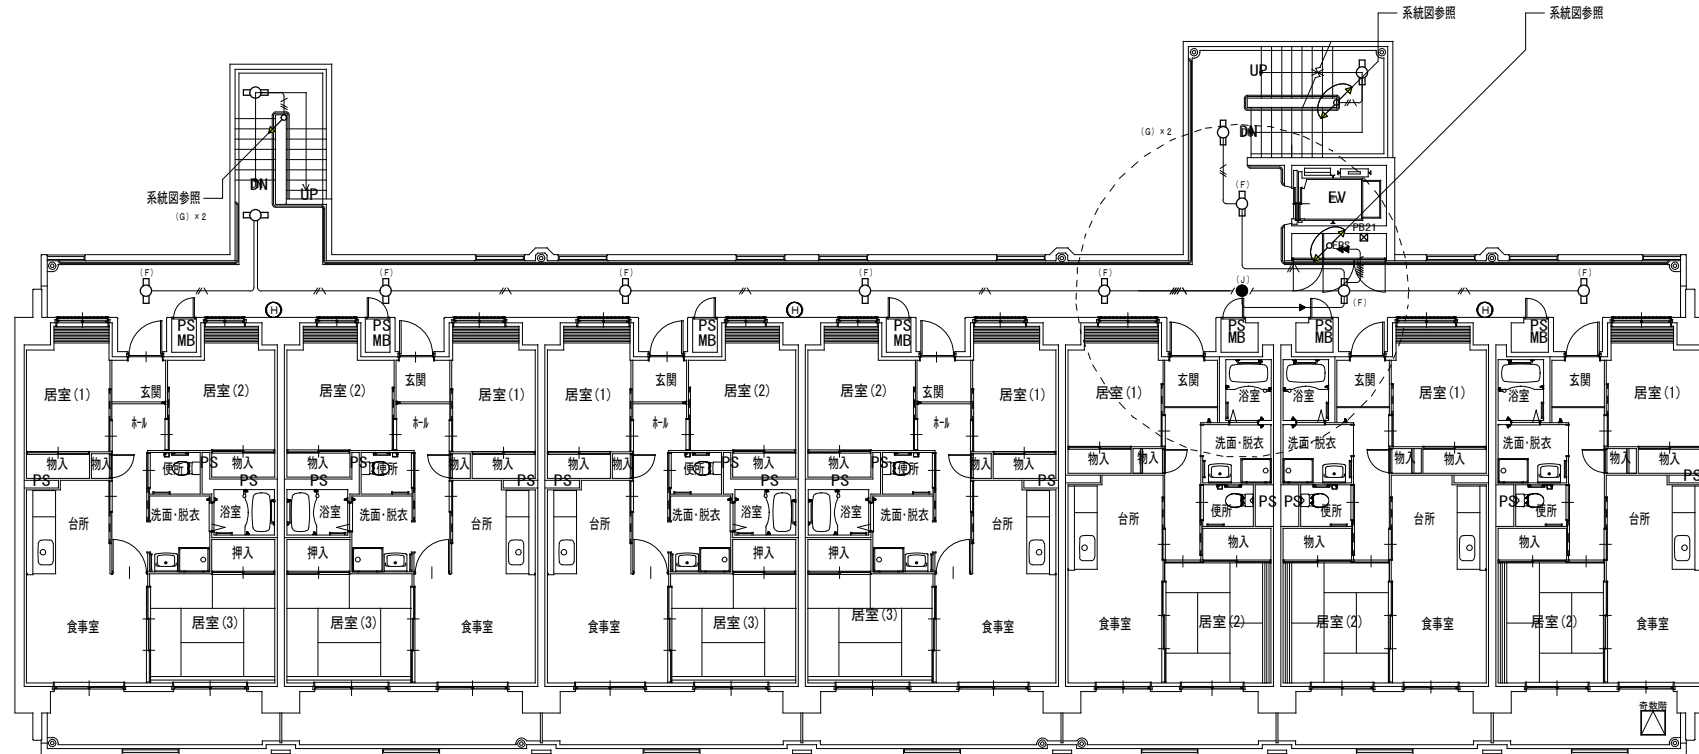 系統図参照
系統図参照
UP
(G)×2
DN
系統図参照
DN
UP
(G)×2
(F)
EV
PB21
EPS
(F)
(F)
(F)
(F)
(F)
(J)
(F)
(F)
H
H
H
PS
MB
PS
MB
PS
MB
PS
MB
PS
MB
PS
MB
PS
MB
居室(1)
玄関
居室(2)
居室(2)
玄関
居室(1)
居室(1)
玄関
居室(2)
居室(2)
玄関
居室(1)
居室(1)
玄関
浴室
浴室
玄関
居室(1)
浴室
玄関
居室(1)
ホール
ホール
ホール
ホール
洗面・脱衣
洗面・脱衣
洗面・脱衣
物入
物入
便所
PS
物入
物入
PS
便所
物入
物入
物入
物入
便所
PS
物入
物入
PS
便所
物入
物入
物入
物入
物入
物入
物入
物入
PS
PS
PS
PS
PS
PS
PS
PS
PS
台所
洗面・脱衣
浴室
浴室
洗面・脱衣
台所
台所
洗面・脱衣
浴室
浴室
洗面・脱衣
台所
台所
便所
PS
PS
便所
台所
PS
便所
台所
押入
押入
押入
押入
物入
物入
物入
食事室
居室(3)
居室(3)
食事室
食事室
居室(3)
居室(3)
食事室
食事室
居室(2)
居室(2)
食事室
居室(2)
食事室
奇数階